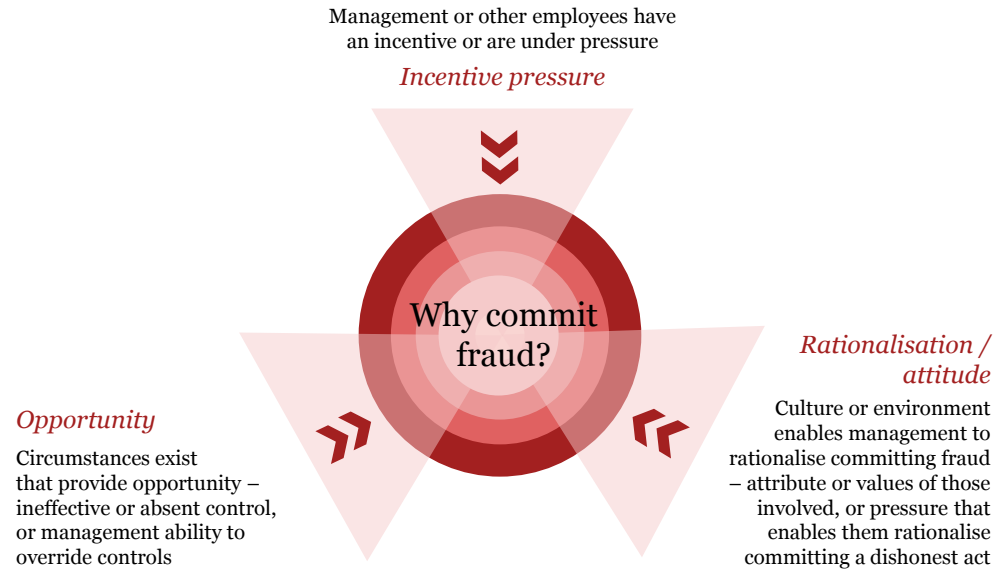 Management or other employees have
an incentive or are under pressure
Incentive pressure
Why commit
fraud?
Opportunity
Circumstances exist
that provide opportunity –
ineffective or absent control,
or management ability to
override controls
Rationalisation /
attitude
Culture or environment
enables management to
rationalise committing fraud
– attribute or values of those
involved, or pressure that
enables them rationalise
committing a dishonest act